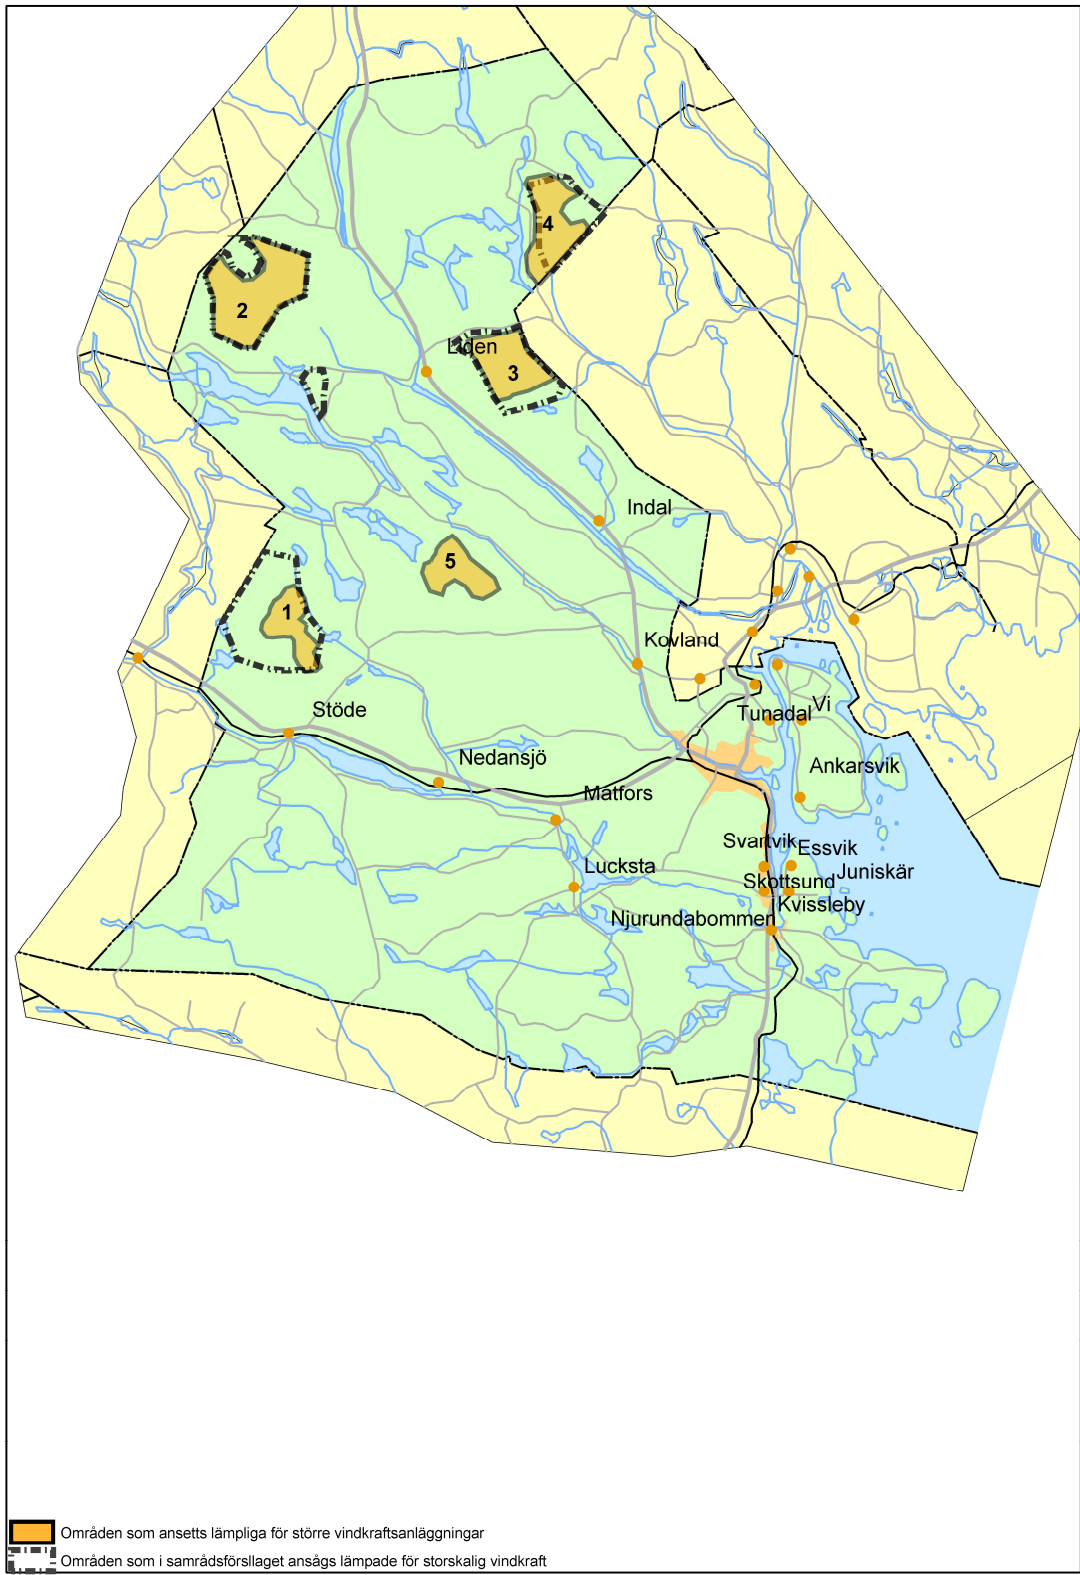 4
2
Liden
3
Indal
5
1
Kovland
Stöde
Vi
Tunadal
Nedansjö
Ankarsvik
Matfors
Svartvik
Essvik
Lucksta
Juniskär
Skottsund
Kvissleby
Njurundabommen
Områden som ansetts lämpliga för större vindkraftsanläggningar
Områden som i samrådsförsllaget ansågs lämpade för storskalig vindkraft